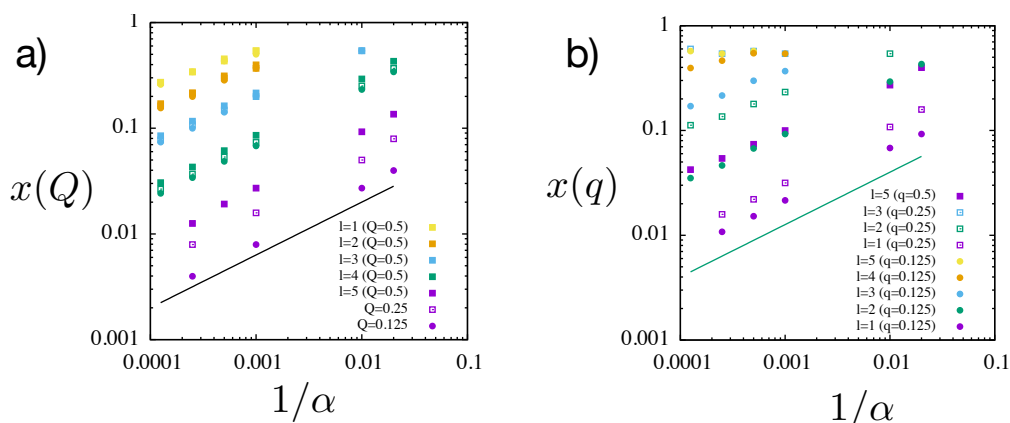 a)
1
0.1
0.01
0.001
x(Q)
l=1 (Q=0.5)
l=2 (Q=0.5)
l=3 (Q=0.5)
l=4 (Q=0.5)
l=5 (Q=0.5)
Q=0.25
Q=0.125
0.0001 0.001 0.01 0.1
1/α
b)
1
0.1
0.01
0.001
x(q)
l=5 (q=0.5)
l=3 (q=0.25)
l=2 (q=0.25)
l=1 (q=0.25)
l=5 (q=0.125)
l=4 (q=0.125)
l=3 (q=0.125)
l=2 (q=0.125)
l=1 (q=0.125)
0.0001 0.001 0.01 0.1
1/α